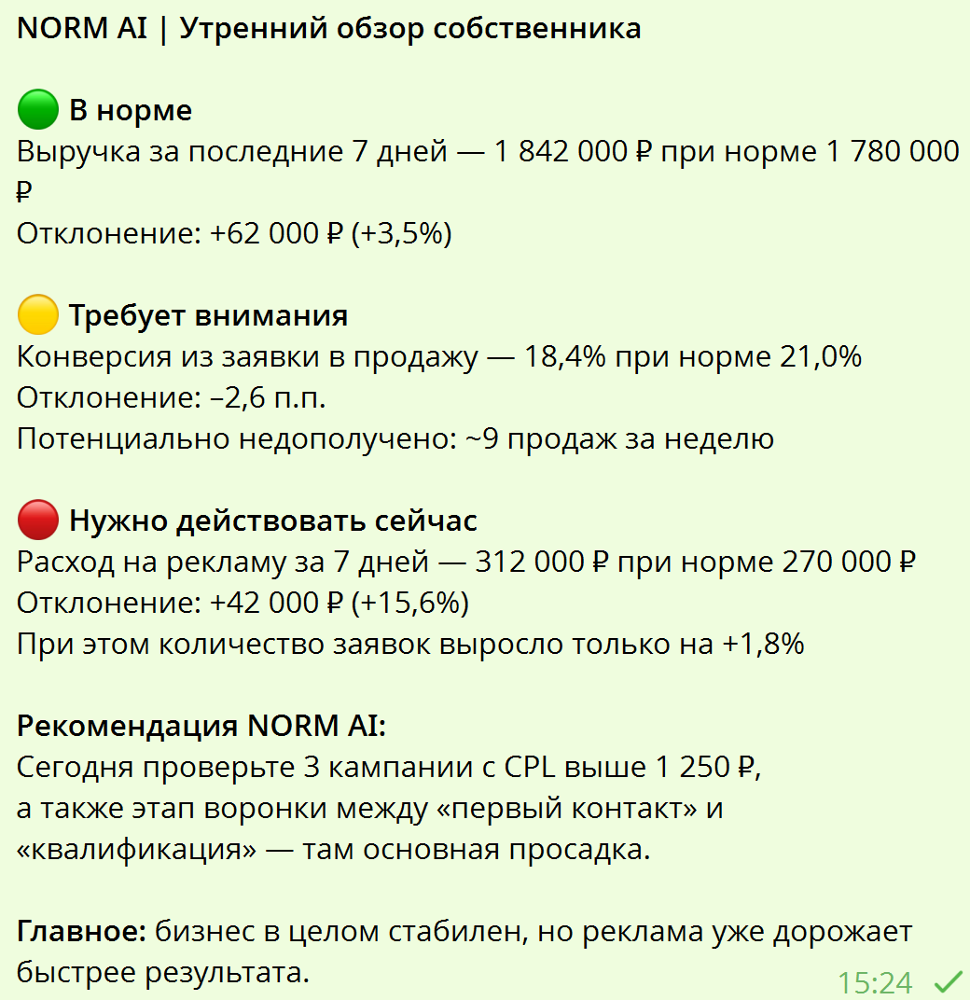 NORM AI | Утренний обзор собственника
🟢 В норме
Выручка за последние 7 дней — 1 842 000 ₽ при норме 1 780 000
₽
Отклонение: +62 000 ₽ (+3,5%)
🟡 Требует внимания
Конверсия из заявки в продажу — 18,4% при норме 21,0%
Отклонение: –2,6 п.п.
Потенциально недополучено: ~9 продаж за неделю
🔴 Нужно действовать сейчас
Расход на рекламу за 7 дней — 312 000 ₽ при норме 270 000 ₽
Отклонение: +42 000 ₽ (+15,6%)
При этом количество заявок выросло только на +1,8%
Рекомендация NORM AI:
Сегодня проверьте 3 кампании с CPL выше 1 250 ₽,
а также этап воронки между «первый контакт» и
«квалификация» — там основная просадка.
Главное: бизнес в целом стабилен, но реклама уже дорожает
быстрее результата.
15:24